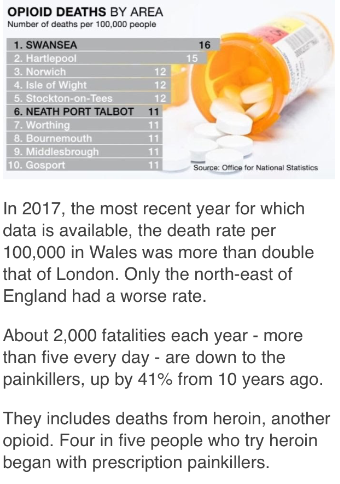 OPIOID DEATHS BY AREA
Number of deaths per 100,000 people
1. SWANSEA 16
2. Hartlepool 15
3. Norwich 12
4. Isle of Wight 12
5. Stockton-on-Tees 12
6. NEATH PORT TALBOT 11
7. Worthing 11
8. Bournemouth 11
9. Middlesbrough 11
10. Gosport 11
Source: Office for National Statistics
In 2017, the most recent year for which
data is available, the death rate per
100,000 in Wales was more than double
that of London. Only the north-east of
England had a worse rate.
About 2,000 fatalities each year - more
than five every day - are down to the
painkillers, up by 41% from 10 years ago.
They includes deaths from heroin, another
opioid. Four in five people who try heroin
began with prescription painkillers.